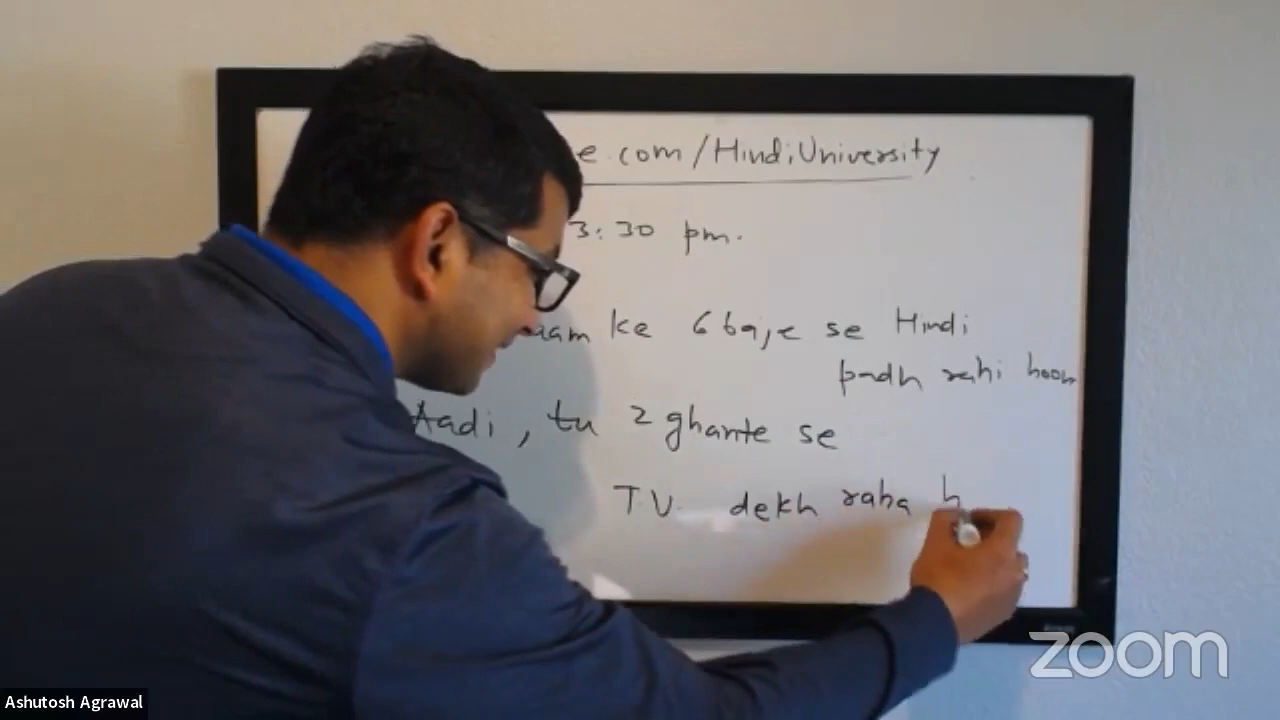 e.com/HindiUniversity
3:30 pm.
aam ke 6 baje se Hindi
padh rahi hoon
Aadi, tu 2 ghante se
T.V. dekh raha h
zoom
Ashutosh Agrawal